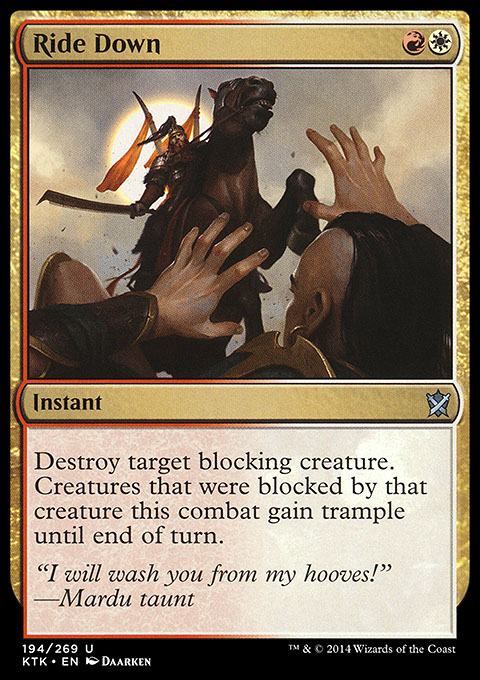 Ride Down
Instant
Destroy target blocking creature.
Creatures that were blocked by that
creature this combat gain trample
until end of turn.
“I will wash you from my hooves!”
—Mardu taunt
194/269 U
KTK • EN Daarken
™ & © 2014 Wizards of the Coast